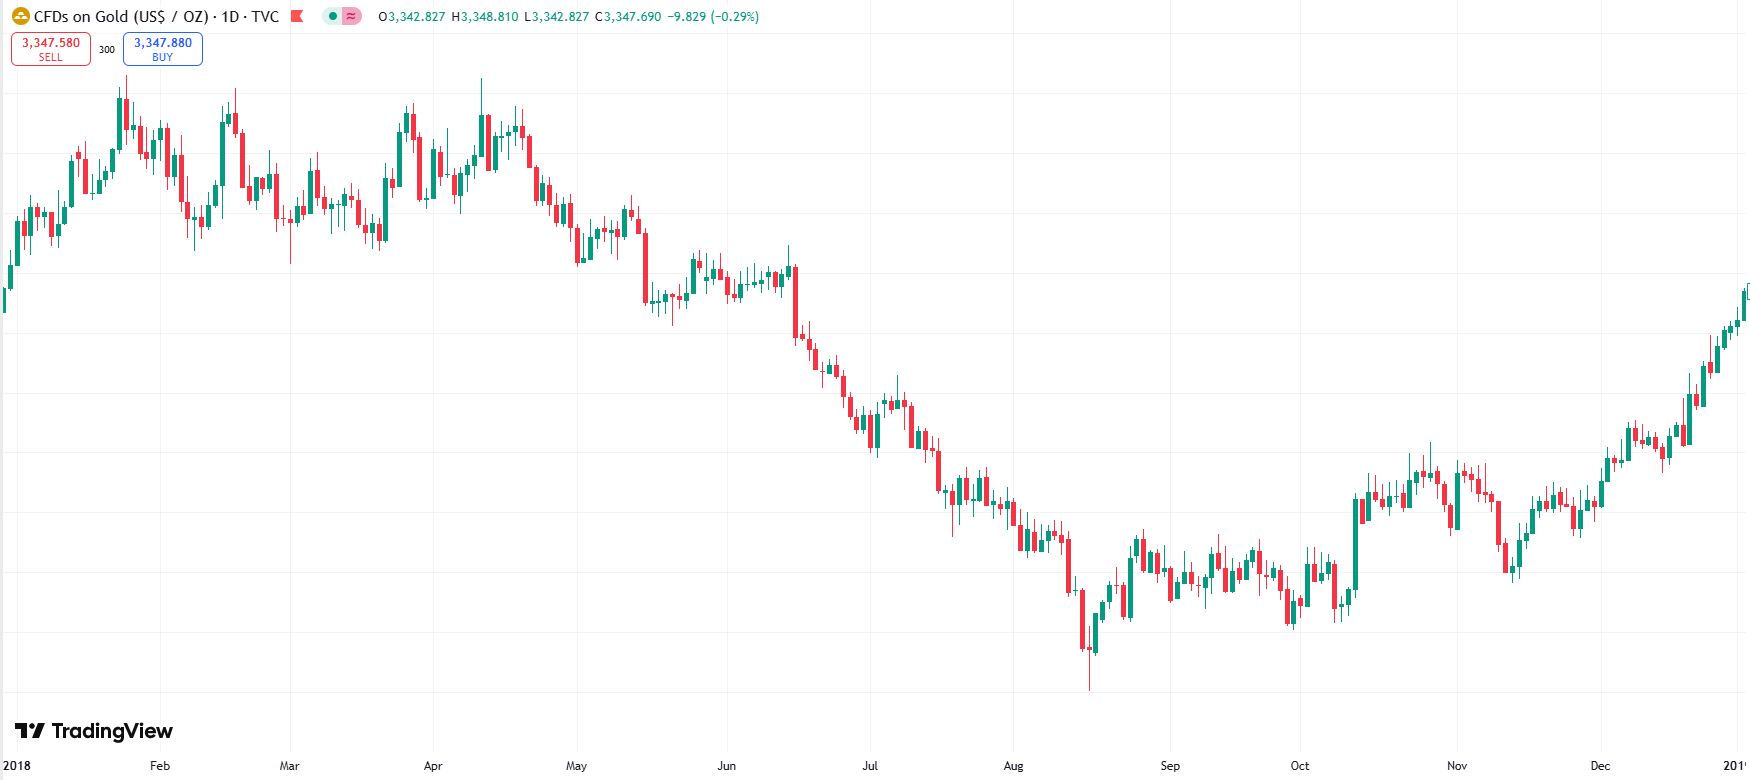 CFDs on Gold (US$ / OZ) · 1D · TVC ≈ O3,342.827 H3,348.810 L3,342.827 C3,347.690 −9.829 (−0.29%)
3,347.580 300 3,347.880
SELL BUY
TradingView
2018 Feb Mar Apr May Jun Jul Aug Sep Oct Nov Dec